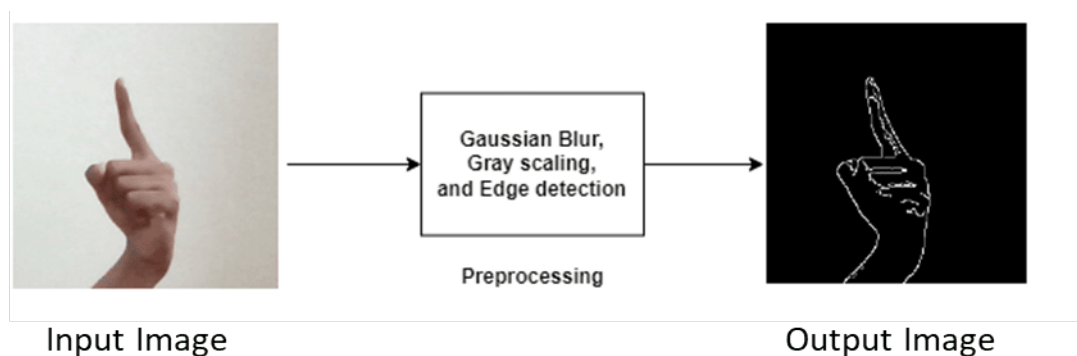 Gaussian Blur,
Gray scaling,
and Edge detection
Preprocessing
Input Image
Output Image